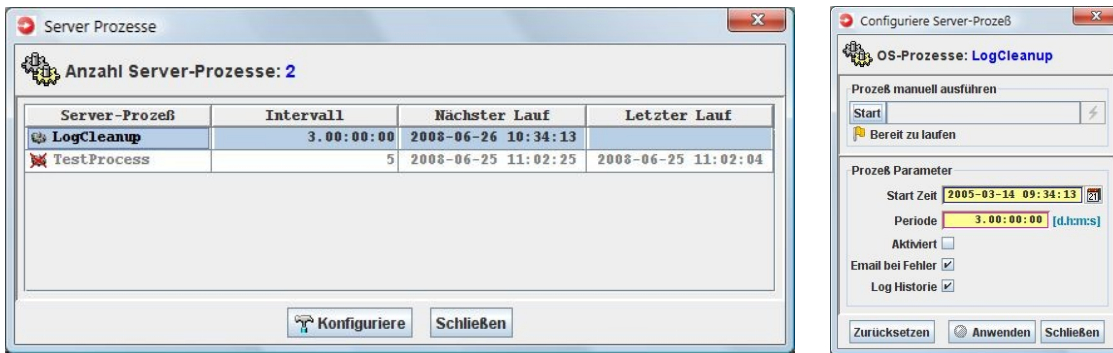 Server Prozesse
Anzahl Server-Prozesse: 2
Server-Prozeß Intervall Nächster Lauf Letzter Lauf
LogCleanup 3.00:00:00 2008-06-26 10:34:13
TestProcess 5 2008-06-25 11:02:25 2008-06-25 11:02:04
Konfiguriere Schließen
Configuriere Server-Prozeß
OS-Prozesse: LogCleanup
Prozeß manuell ausführen
Start
Bereit zu laufen
Prozeß Parameter
Start Zeit 2005-03-14 09:34:13 21
Periode 3.00:00:00 [d.h:m:s]
Aktiviert
Email bei Fehler
Log Historie
Zurücksetzen Anwenden Schließen